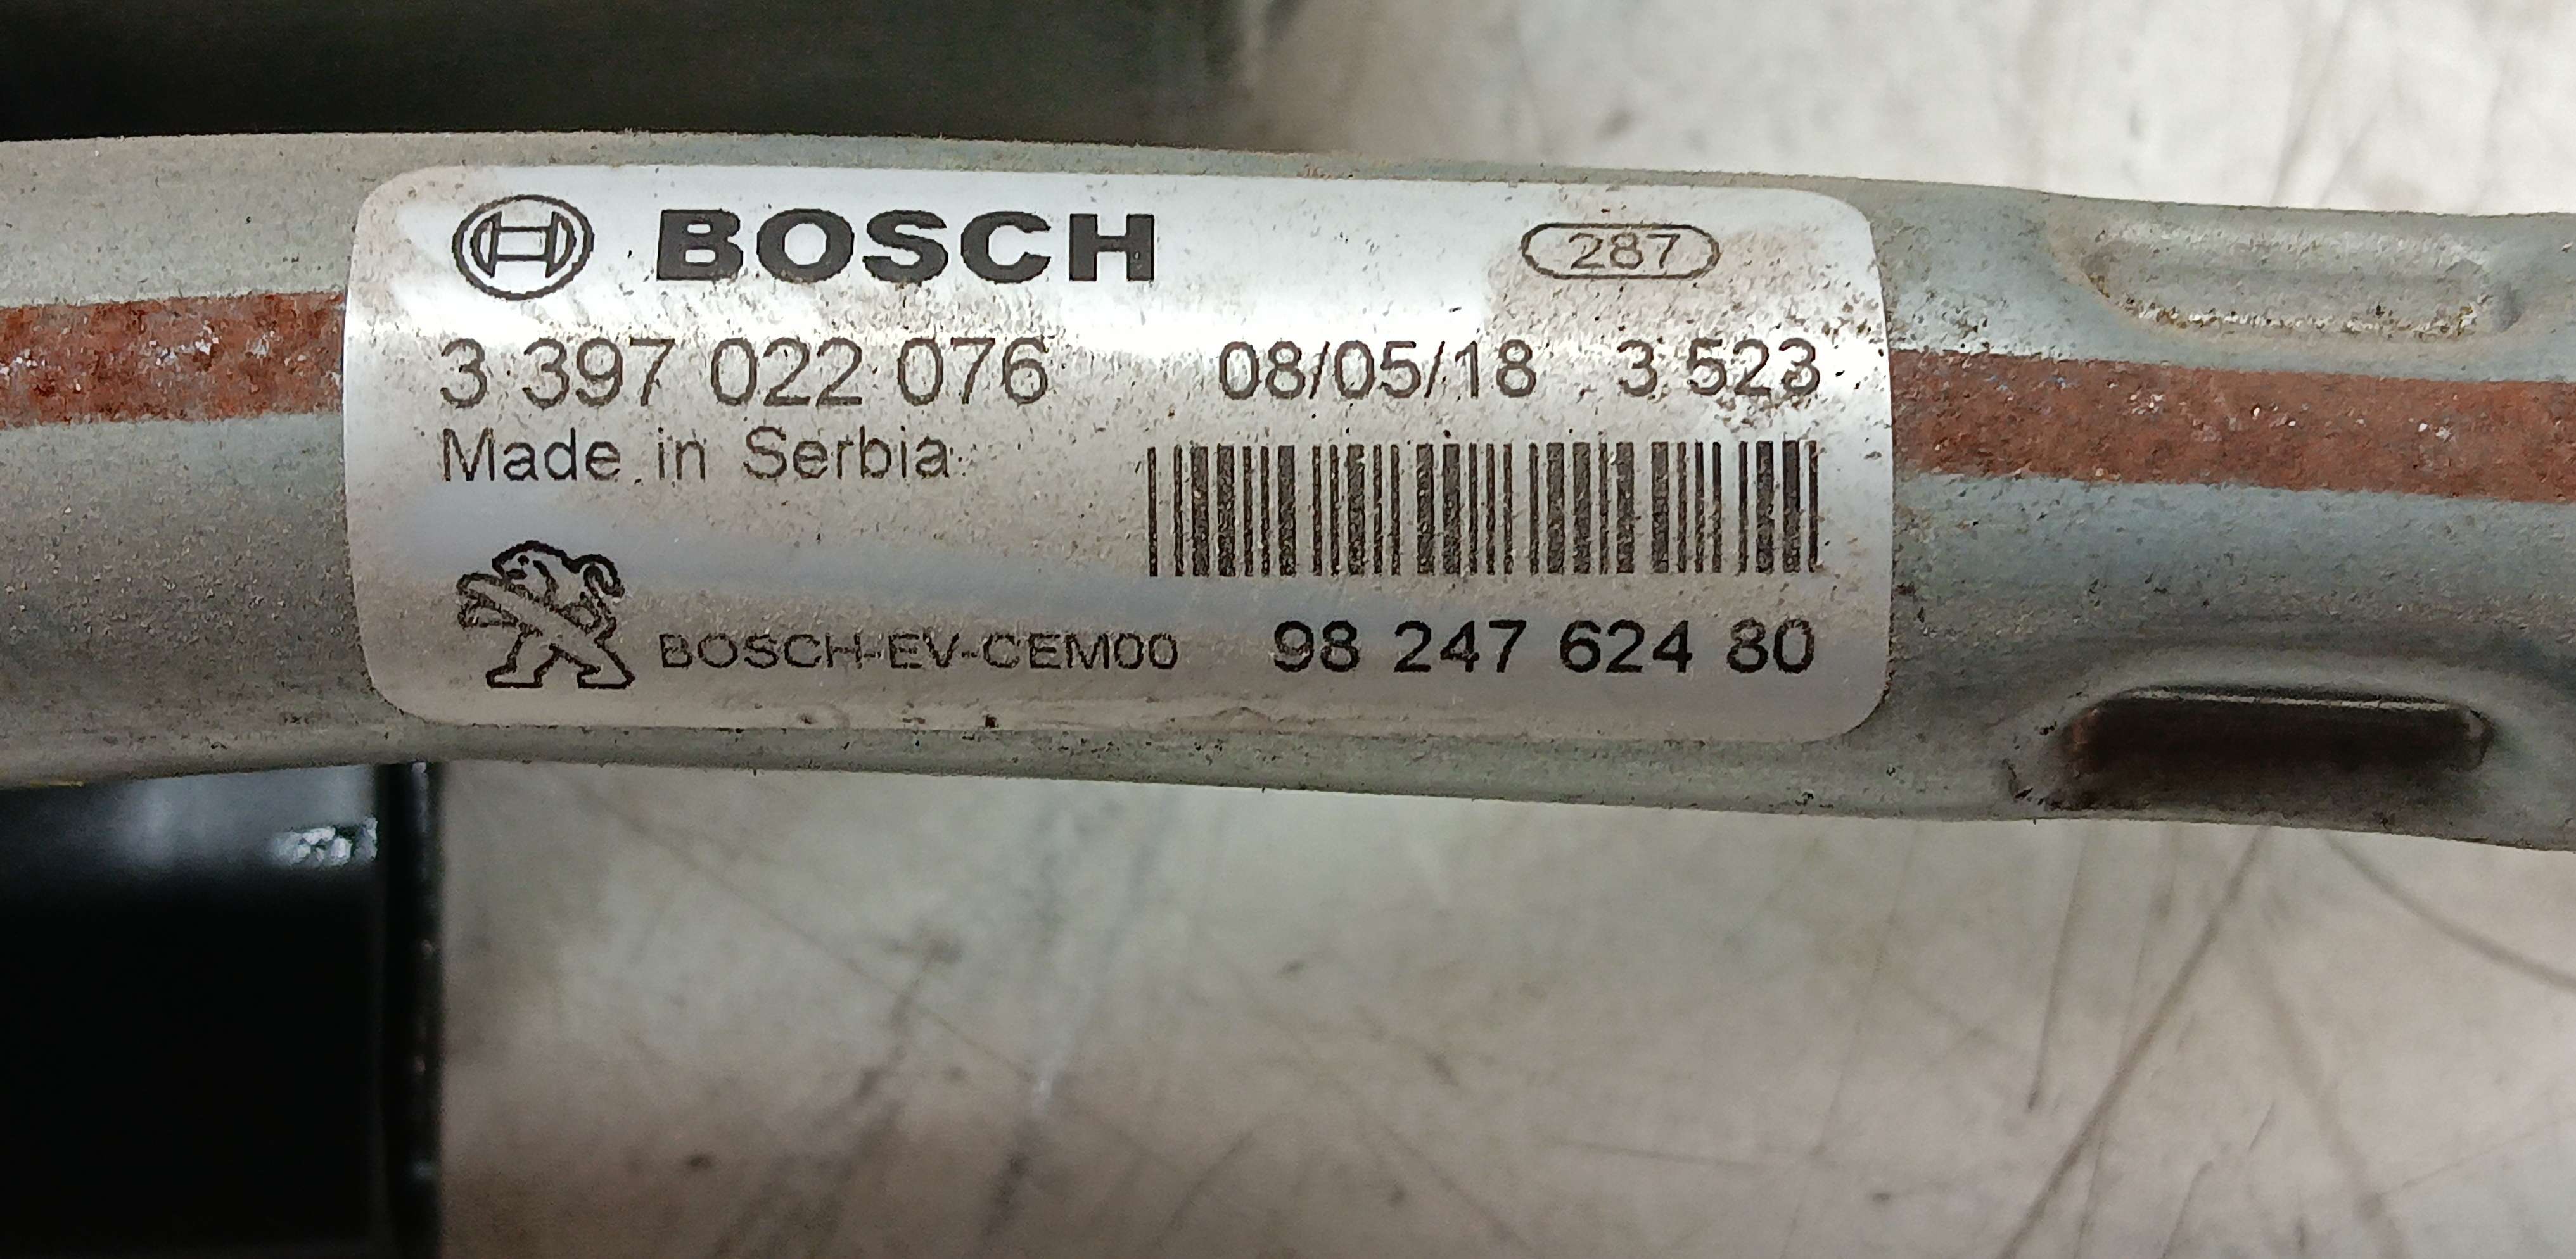 BOSCH 287
3 397 022 076 08/05/18 3 523
Made in Serbia
BOSCH-EV-CEM00 98 247 624 80